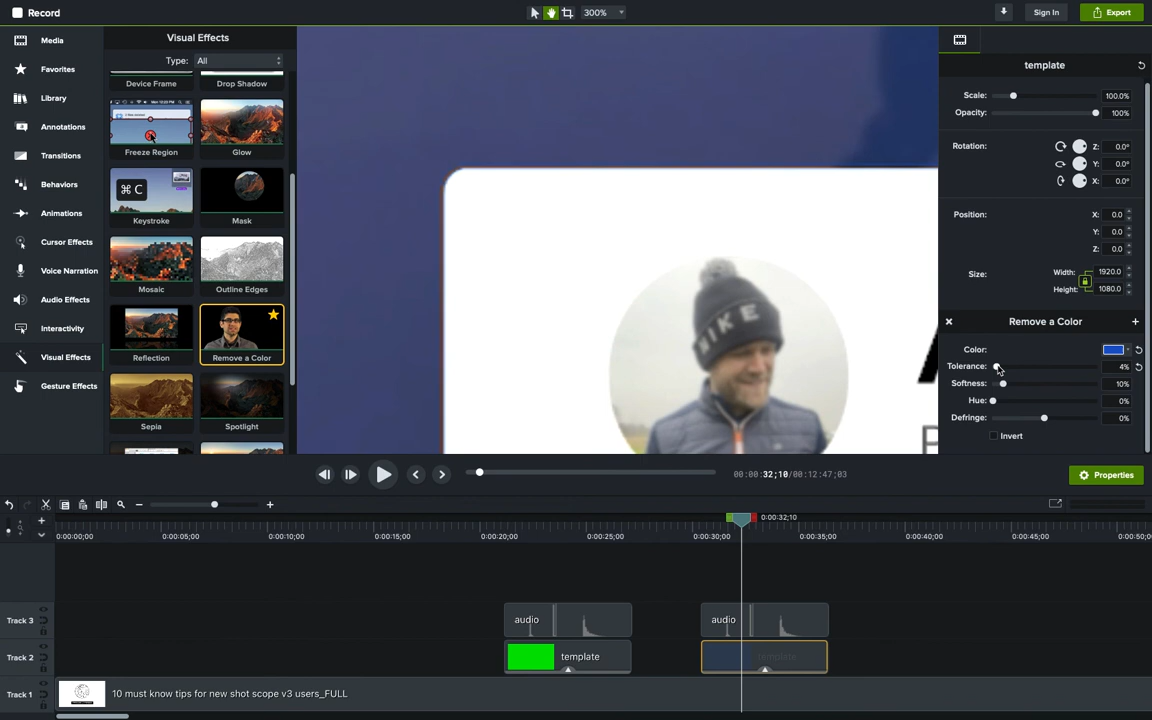 Record
300%
Sign In
Export
Media
Favorites
Library
Annotations
Transitions
Behaviors
Animations
Cursor Effects
Voice Narration
Audio Effects
Interactivity
Visual Effects
Gesture Effects
Visual Effects
Type: All
Device Frame
Drop Shadow
Freeze Region
Glow
⌘ C
Keystroke
Mask
Mosaic
Outline Edges
Reflection
Remove a Color
Sepia
Spotlight
NIKE
template
Scale: 100.0%
Opacity: 100%
Rotation: Z: 0.0°
Y: 0.0°
X: 0.0°
Position: X: 0.0
Y: 0.0
Z: 0.0
Size: Width: 1920.0
Height: 1080.0
Remove a Color
Color:
Tolerance: 4%
Softness: 10%
Hue: 0%
Defringe: 0%
Invert
00:00:32;10/00:12:47;03
Properties
0:00:32;10
0:00:00;00
0:00:05;00
0:00:10;00
0:00:15;00
0:00:20;00
0:00:25;00
0:00:30;00
0:00:35;00
0:00:40;00
0:00:45;00
0:00:50;0
Track 3
audio
audio
Track 2
template
template
Track 1
10 must know tips for new shot scope v3 users_FULL